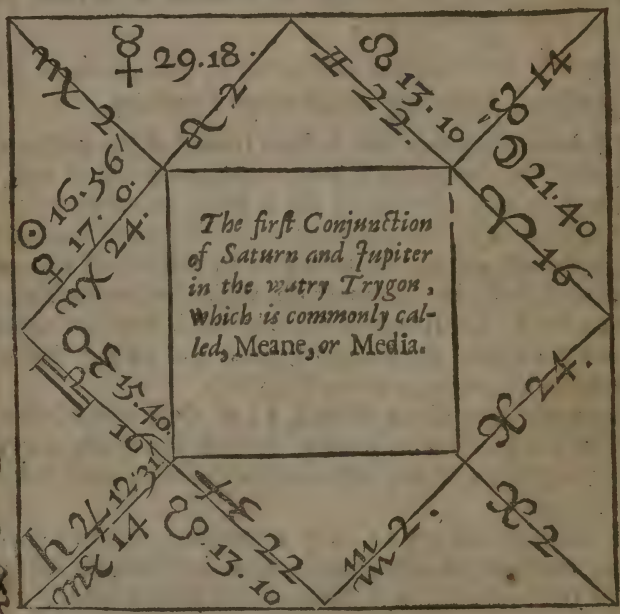 ☿ 29.18.
♌ 2
♍ 2
☉ 16.56
♀ 17. 0.
♍ 24.
♊ 22.
☊ 13.10
♉ 14
☽ 21.40
♈ 16
The first Conjunction
of Saturn and Jupiter
in the watry Trygon,
which is commonly cal-
led, Meane, or Media.
♂ 15.40.
♎ 16
♄ ♃ 12.31
♏ 14
♐ 22
☋ 13.10
♒ 2.
♓ 24.
♓ 2